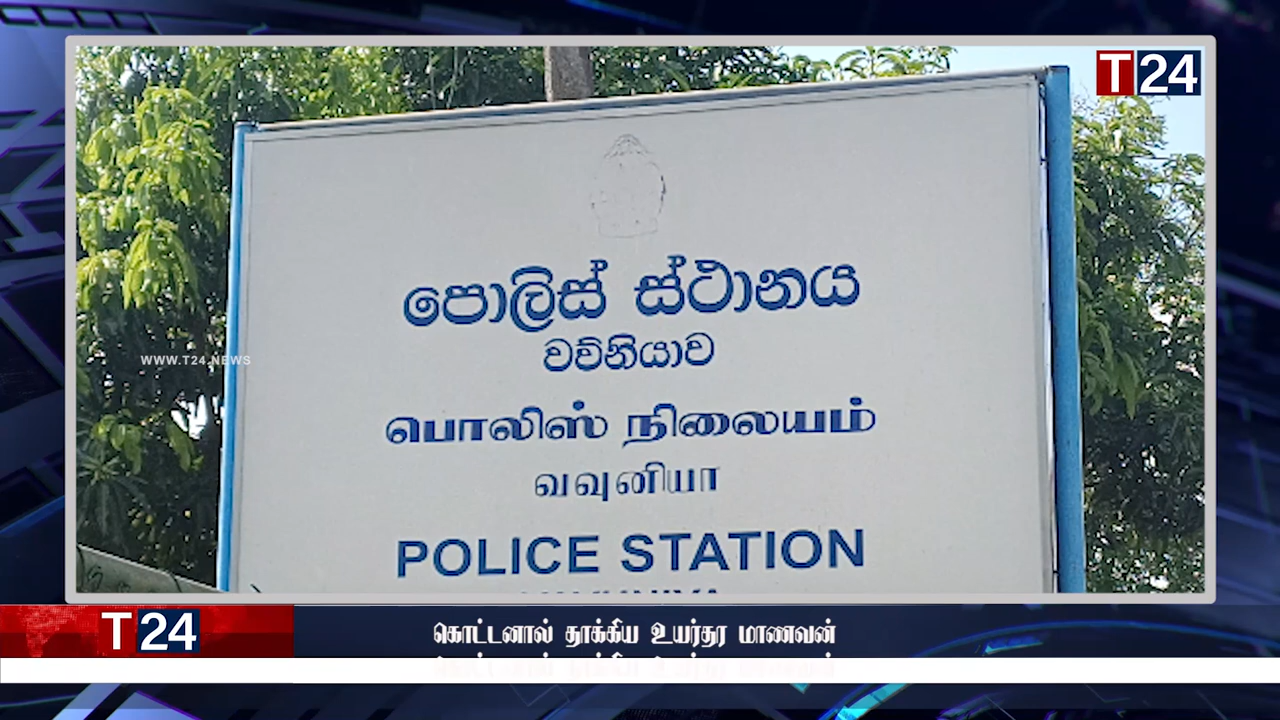 T24
පොලිස් ස්ථානය
වව්නියාව
WWW.T24.NEWS
பொலிஸ் நிலையம்
வவுனியா
POLICE STATION
T24
கொட்டனால் தாக்கிய உயர்தர மாணவன்